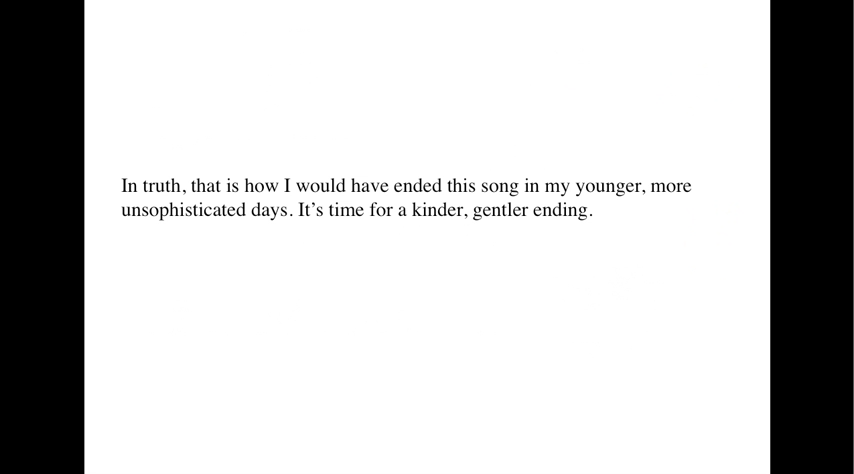 In truth, that is how I would have ended this song in my younger, more
unsophisticated days. It’s time for a kinder, gentler ending.